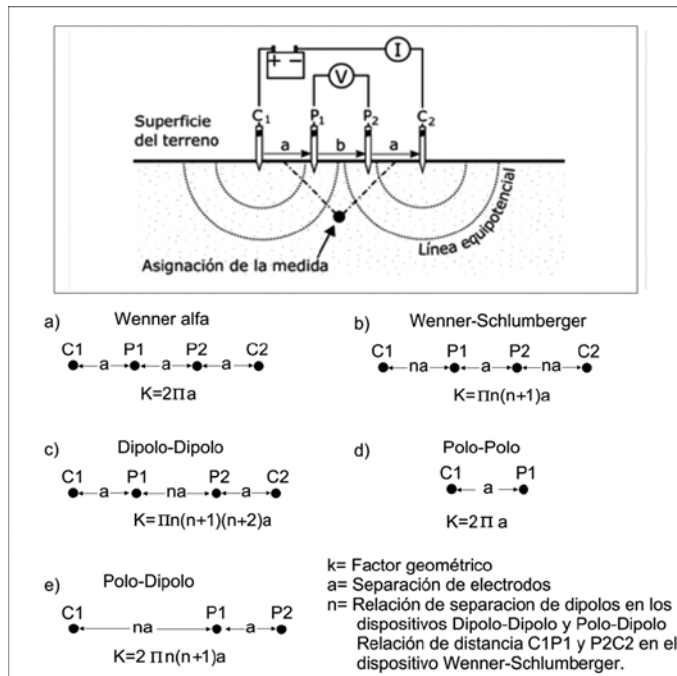 I
+ −
V
C1 P1 P2 C2
Superficie
del terreno
a b a
Línea equipotencial
Asignación de la medida
a) Wenner alfa
C1 P1 P2 C2
a a a
K=2Πa
b) Wenner-Schlumberger
C1 P1 P2 C2
na a na
K=Πn(n+1)a
c) Dipolo-Dipolo
C1 P1 P2 C2
a na a
K=Πn(n+1)(n+2)a
d) Polo-Polo
C1 P1
a
K=2Π a
e) Polo-Dipolo
C1 P1 P2
na a
K=2 Πn(n+1)a
k= Factor geométrico
a= Separación de electrodos
n= Relación de separacion de dipolos en los
dispositivos Dipolo-Dipolo y Polo-Dipolo
Relación de distancia C1P1 y P2C2 en el
dispositivo Wenner-Schlumberger.